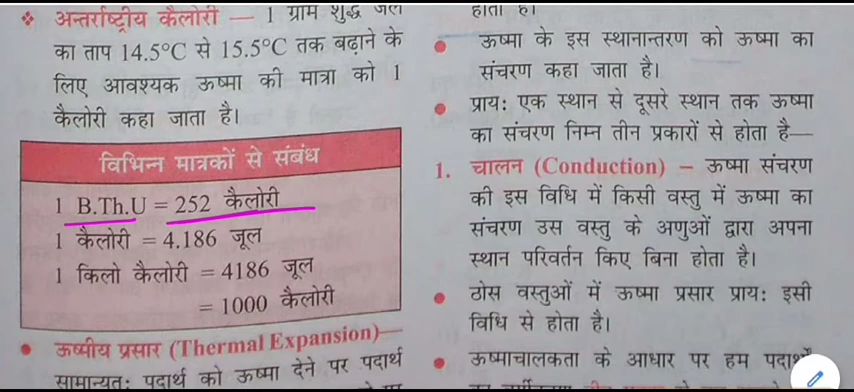 ❖ अन्तर्राष्ट्रीय कैलोरी — 1 ग्राम शुद्ध जल
का ताप 14.5°C से 15.5°C तक बढ़ाने के
लिए आवश्यक ऊष्मा की मात्रा को 1
कैलोरी कहा जाता है।
विभिन्न मात्रकों से संबंध
1 B.Th.U = 252 कैलोरी
1 कैलोरी = 4.186 जूल
1 किलो कैलोरी = 4186 जूल
= 1000 कैलोरी
• ऊष्मीय प्रसार (Thermal Expansion)—
सामान्यतः पदार्थ को ऊष्मा देने पर पदार्थ
होता है।
• ऊष्मा के इस स्थानान्तरण को ऊष्मा का
संचरण कहा जाता है।
• प्राय: एक स्थान से दूसरे स्थान तक ऊष्मा
का संचरण निम्न तीन प्रकारों से होता है—
1. चालन (Conduction) – ऊष्मा संचरण
की इस विधि में किसी वस्तु में ऊष्मा का
संचरण उस वस्तु के अणुओं द्वारा अपना
स्थान परिवर्तन किए बिना होता है।
• ठोस वस्तुओं में ऊष्मा प्रसार प्राय: इसी
विधि से होता है।
• ऊष्माचालकता के आधार पर हम पदार्थों